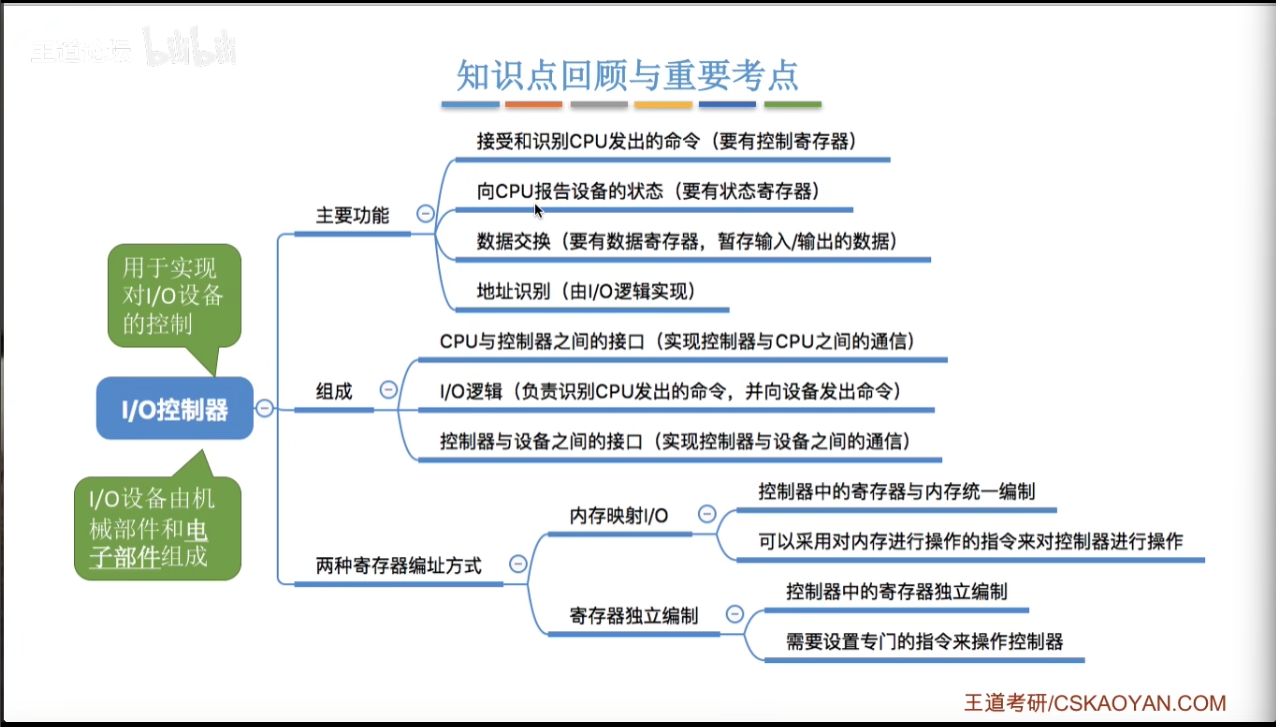 王道论坛 bilibili
知识点回顾与重要考点
接受和识别CPU发出的命令（要有控制寄存器）
向CPU报告设备的状态（要有状态寄存器）
主要功能
数据交换（要有数据寄存器，暂存输入/输出的数据）
地址识别（由I/O逻辑实现）
用于实现
对I/O设备
的控制
CPU与控制器之间的接口（实现控制器与CPU之间的通信）
组成
I/O逻辑（负责识别CPU发出的命令，并向设备发出命令）
I/O控制器
控制器与设备之间的接口（实现控制器与设备之间的通信）
I/O设备由机
械部件和电
子部件组成
控制器中的寄存器与内存统一编制
内存映射I/O
可以采用对内存进行操作的指令来对控制器进行操作
两种寄存器编址方式
控制器中的寄存器独立编制
寄存器独立编制
需要设置专门的指令来操作控制器
王道考研/CSKAOYAN.COM